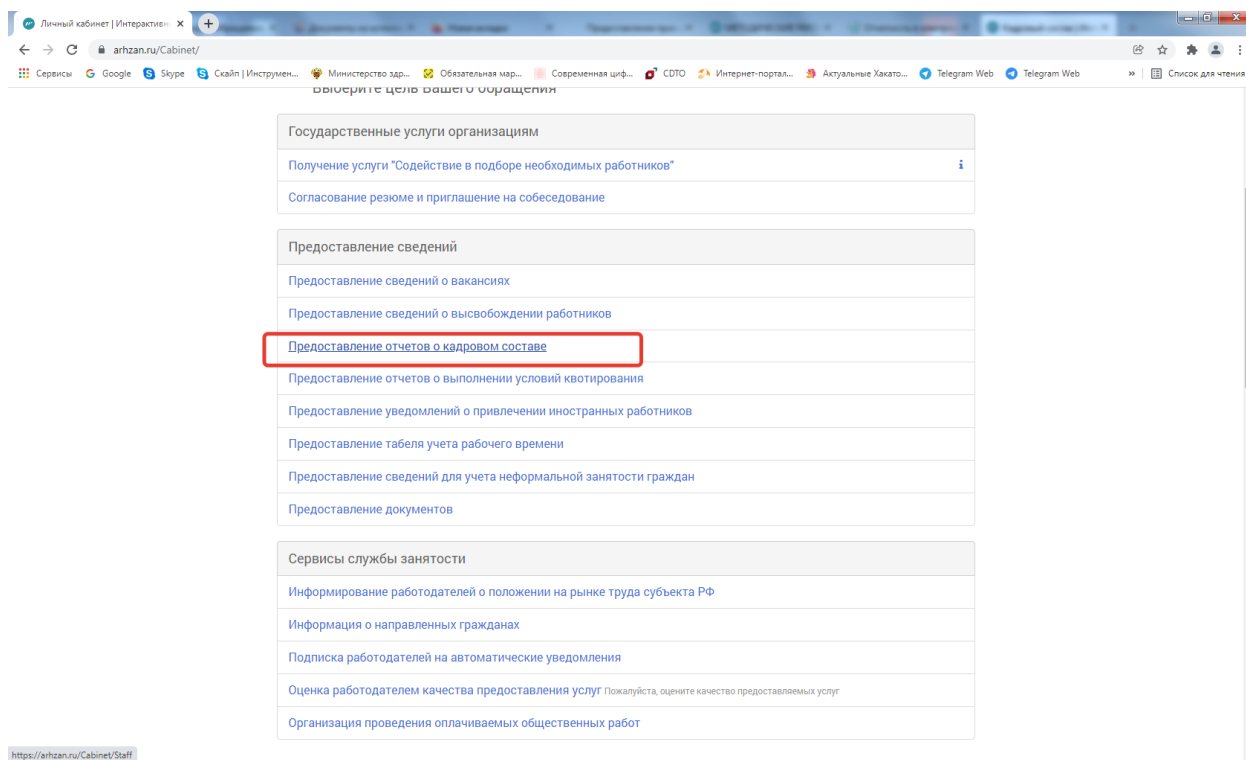 Личный кабинет | Интерактивн
arhzan.ru/Cabinet/
Сервисы Google Skype Скайп | Инструмен... Министерство здр... Обязательная мар... Современная циф... CDTO Интернет-портал... Актуальные Хакато... Telegram Web Telegram Web » Список для чтения
Выберите цель Вашего обращения
Государственные услуги организациям
Получение услуги "Содействие в подборе необходимых работников"
Согласование резюме и приглашение на собеседование
Предоставление сведений
Предоставление сведений о вакансиях
Предоставление сведений о высвобождении работников
Предоставление отчетов о кадровом составе
Предоставление отчетов о выполнении условий квотирования
Предоставление уведомлений о привлечении иностранных работников
Предоставление табеля учета рабочего времени
Предоставление сведений для учета неформальной занятости граждан
Предоставление документов
Сервисы службы занятости
Информирование работодателей о положении на рынке труда субъекта РФ
Информация о направленных гражданах
Подписка работодателей на автоматические уведомления
Оценка работодателем качества предоставления услуг Пожалуйста, оцените качество предоставляемых услуг
Организация проведения оплачиваемых общественных работ
https://arhzan.ru/Cabinet/Staff